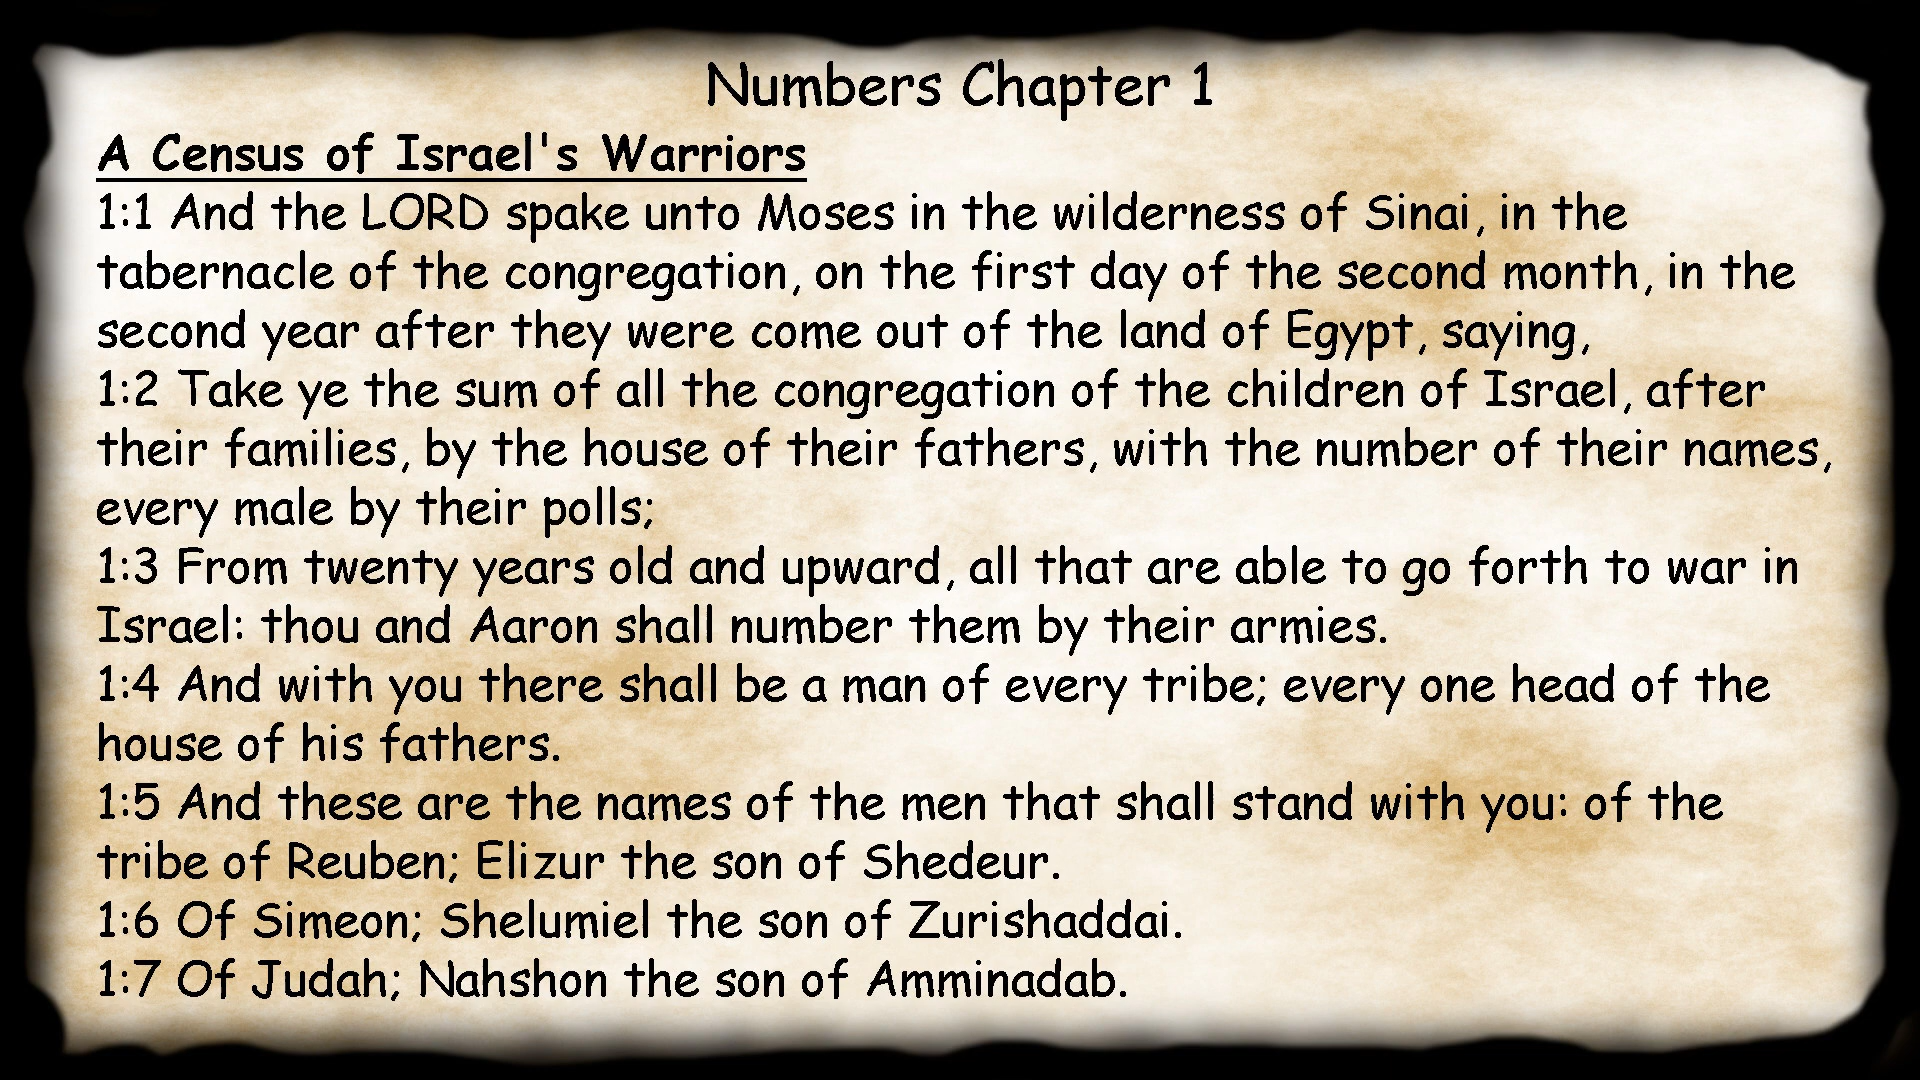 Numbers Chapter 1
A Census of Israel's Warriors
1:1 And the LORD spake unto Moses in the wilderness of Sinai, in the
tabernacle of the congregation, on the first day of the second month, in the
second year after they were come out of the land of Egypt, saying,
1:2 Take ye the sum of all the congregation of the children of Israel, after
their families, by the house of their fathers, with the number of their names,
every male by their polls;
1:3 From twenty years old and upward, all that are able to go forth to war in
Israel: thou and Aaron shall number them by their armies.
1:4 And with you there shall be a man of every tribe; every one head of the
house of his fathers.
1:5 And these are the names of the men that shall stand with you: of the
tribe of Reuben; Elizur the son of Shedeur.
1:6 Of Simeon; Shelumiel the son of Zurishaddai.
1:7 Of Judah; Nahshon the son of Amminadab.